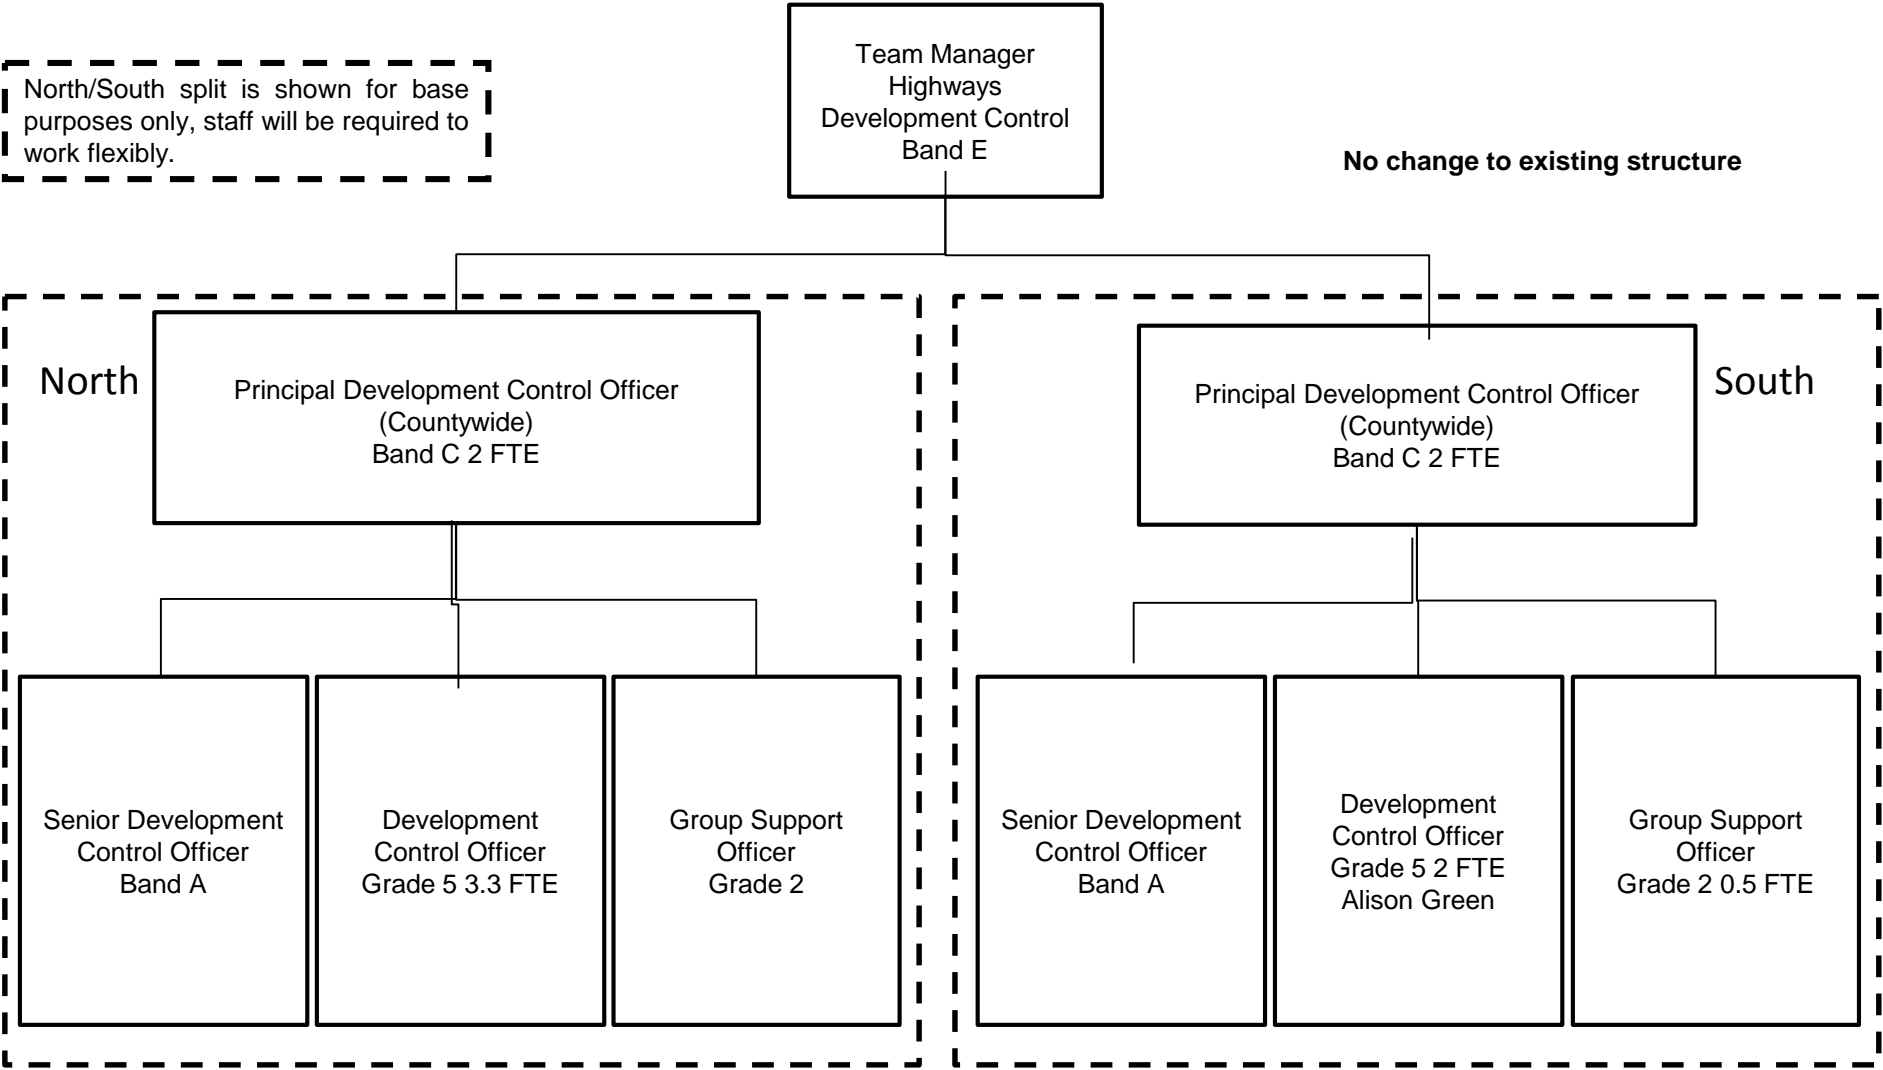 Team Manager
Highways
Development Control
Band E
North/South split is shown for base
purposes only, staff will be required to
work flexibly.
No change to existing structure
North
Principal Development Control Officer
(Countywide)
Band C 2 FTE
Principal Development Control Officer
(Countywide)
Band C 2 FTE
South
Senior Development
Control Officer
Band A
Development
Control Officer
Grade 5 3.3 FTE
Group Support
Officer
Grade 2
Senior Development
Control Officer
Band A
Development
Control Officer
Grade 5 2 FTE
Alison Green
Group Support
Officer
Grade 2 0.5 FTE